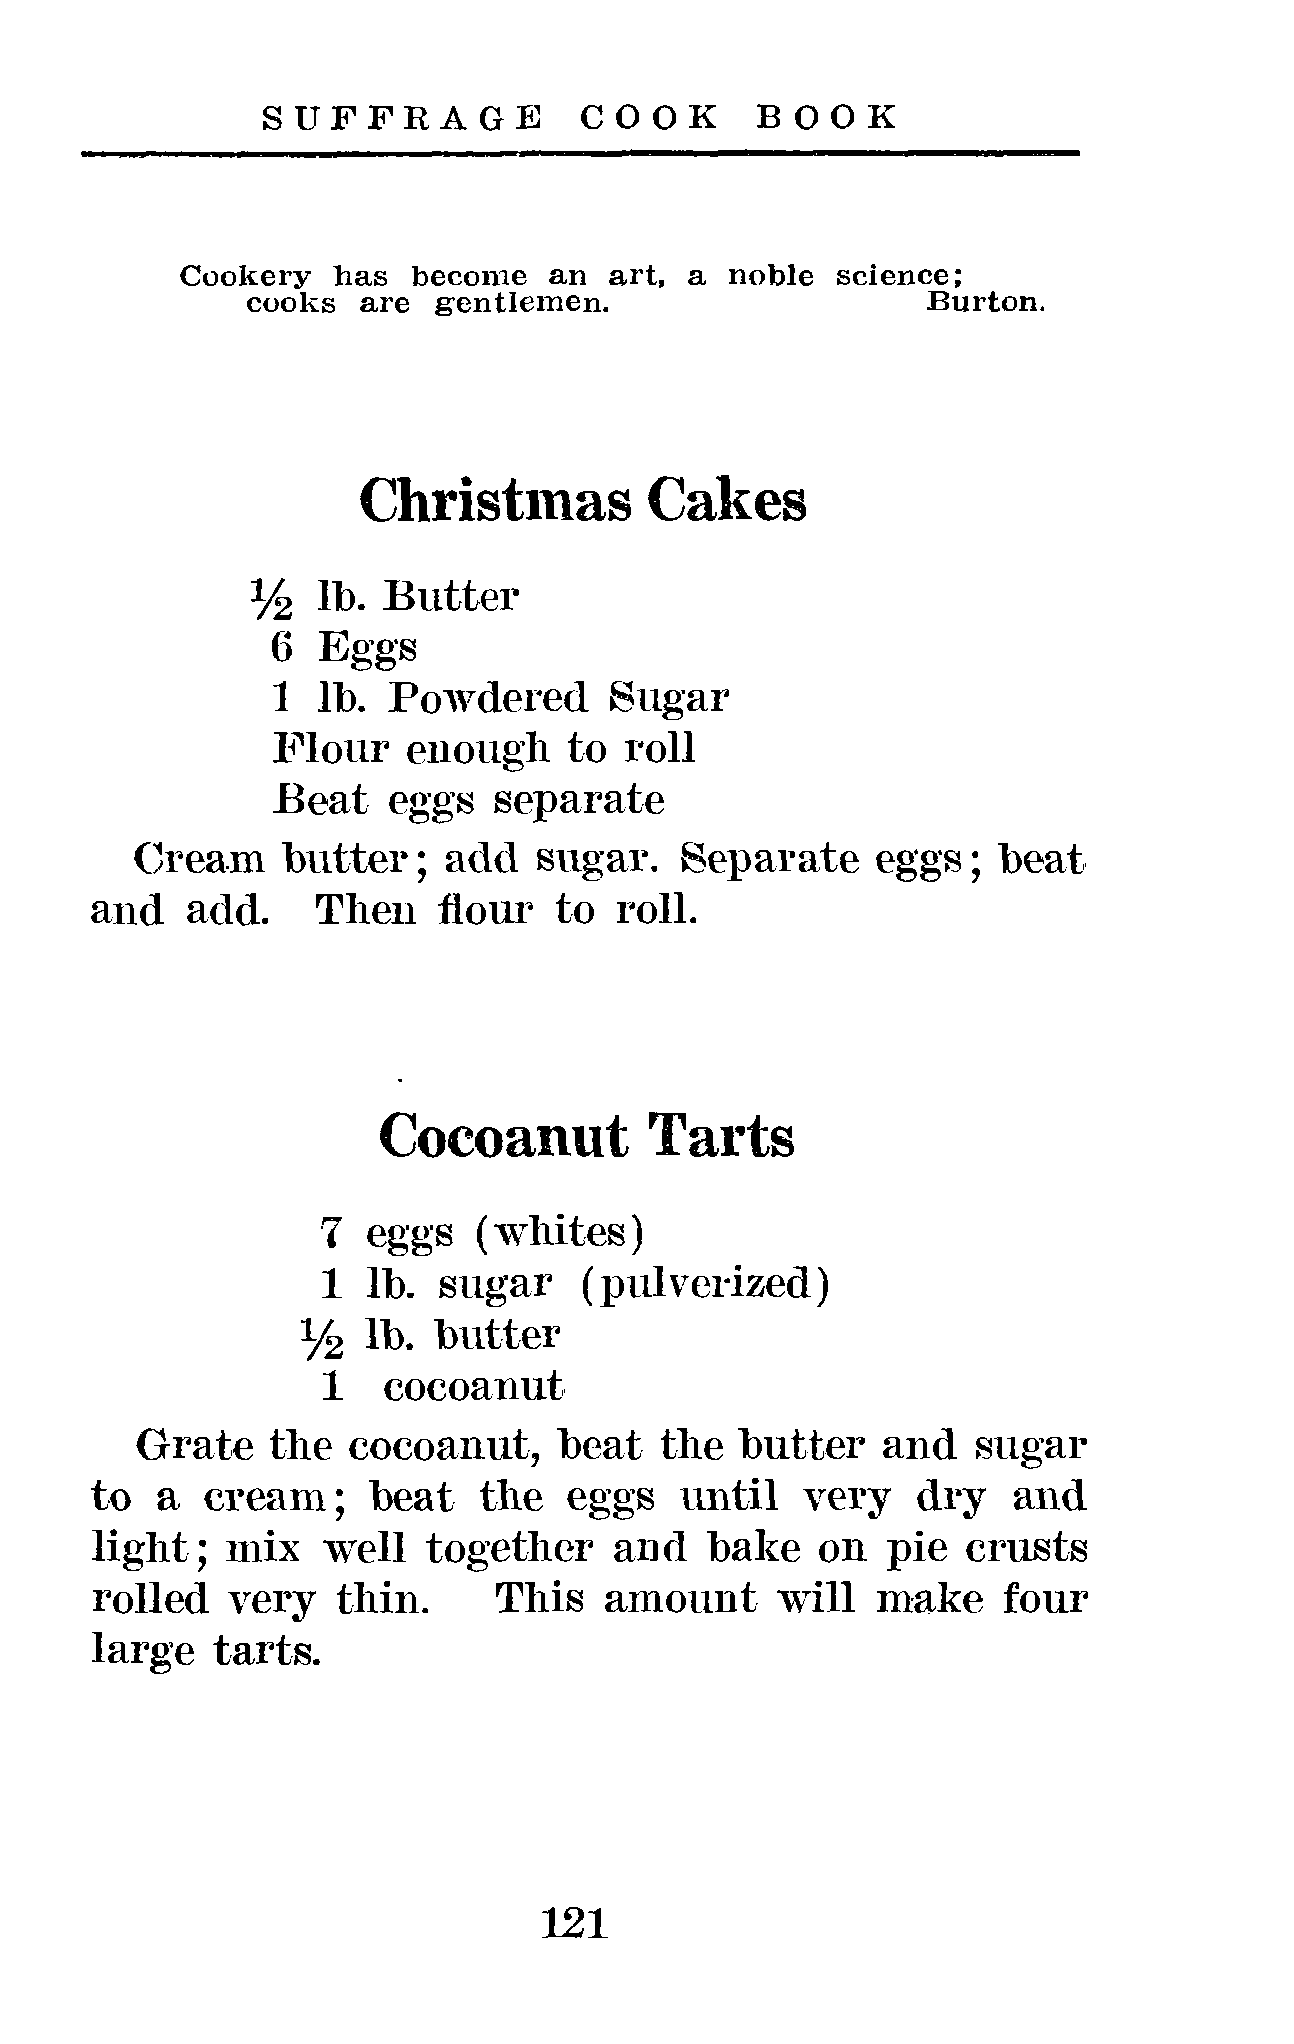 SUFFRAGE COOK BOOK
Cookery has become an art, a noble science;
cooks are gentlemen. Burton.
Christmas Cakes
½ lb. Butter
6 Eggs
1 lb. Powdered Sugar
Flour enough to roll
Beat eggs separate
Cream butter; add sugar. Separate eggs; beat
and add. Then flour to roll.
Cocoanut Tarts
7 eggs (whites)
1 lb. sugar (pulverized)
½ lb. butter
1 cocoanut
Grate the cocoanut, beat the butter and sugar
to a cream; beat the eggs until very dry and
light; mix well together and bake on pie crusts
rolled very thin. This amount will make four
large tarts.
121